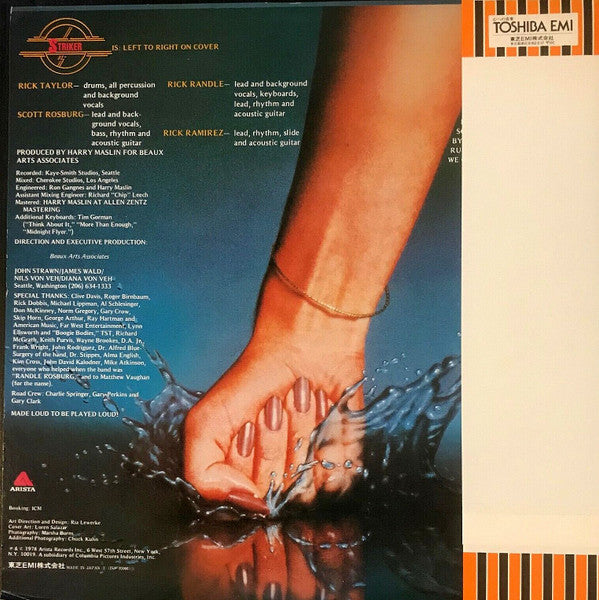 STRIKER
IS: LEFT TO RIGHT ON COVER
RICK TAYLOR— drums, all percussion
and background
vocals
SCOTT ROSBURG— lead and back-
ground vocals,
bass, rhythm and
acoustic guitar
RICK RANDLE— lead and background
vocals, keyboards,
lead, rhythm and
acoustic guitar
RICK RAMIREZ— lead, rhythm, slide
and acoustic guitar
PRODUCED BY HARRY MASLIN FOR BEAUX
ARTS ASSOCIATES
Recorded: Kaye-Smith Studios, Seattle
Mixed: Cherokee Studios, Los Angeles
Engineered: Ron Gangnes and Harry Maslin
Assistant Mixing Engineer: Richard "Chip" Leech
Mastered: HARRY MASLIN AT ALLEN ZENTZ
MASTERING
Additional Keyboards: Tim Gorman
("Think About It," "More Than Enough,"
"Midnight Flyer.")
DIRECTION AND EXECUTIVE PRODUCTION:
Beaux Arts Associates
JOHN STRAWN/JAMES WALD/
NILS VON VEH/DIANA VON VEH
Seattle, Washington (206) 634-1333
SPECIAL THANKS: Clive Davis, Roger Birnbaum,
Rick Dobbis, Michael Lippman, Al Schlesinger,
Don McKinney, Norm Gregory, Gary Crow,
Skip Horn, George Arthur, Ray Hartman and
American Music, Far West Entertainment, Lynn
Ellsworth and "Boogie Bodies," TST, Richard
McGrath, Keith Purvis, Wayne Brookes, D.A. Jr.,
Frank Wright, John Rodriguez, Dr. Alfred Blue-
Surgery of the hand, Dr. Stippes, Alma English,
Kim Cross, John David Kalodner, Mike Atkinson,
everyone who helped when the band was
"RANDLE ROSBURG," and to Matthew Vaughan
(for the name).
Road Crew: Charlie Springer, Gary Perkins and
Gary Clark
MADE LOUD TO BE PLAYED LOUD!
ARISTA
Booking: ICM
Art Direction and Design: Ria Lewerke
Cover Art: Loren Salazar
Photography: Marsha Burns
Additional Photography: Chuck Kuhn
℗ & © 1978 Arista Records Inc., 6 West 57th Street, New York,
N.Y. 10019. A subsidiary of Columbia Pictures Industries, Inc.
東芝EMI株式会社 MADE IN JAPAN
SO
BY
RU
WE
TOSHIBA EMI
東芝EMI株式会社